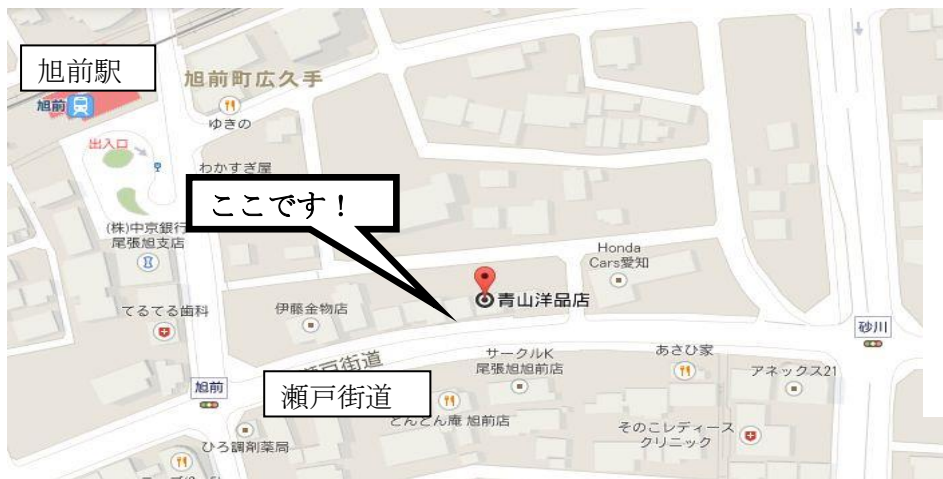 旭前駅
旭前
旭前町広久手
ゆきの
出入口
わかすぎ屋
ここです！
(株)中京銀行
尾張旭支店
Honda
Cars愛知
青山洋品店
てるてる歯科
伊藤金物店
砂川
瀬戸街道
サークルK
尾張旭旭前店
あさひ家
アネックス21
旭前
瀬戸街道
どんどん庵 旭前店
そのこレディース
クリニック
ひろ調剤薬局